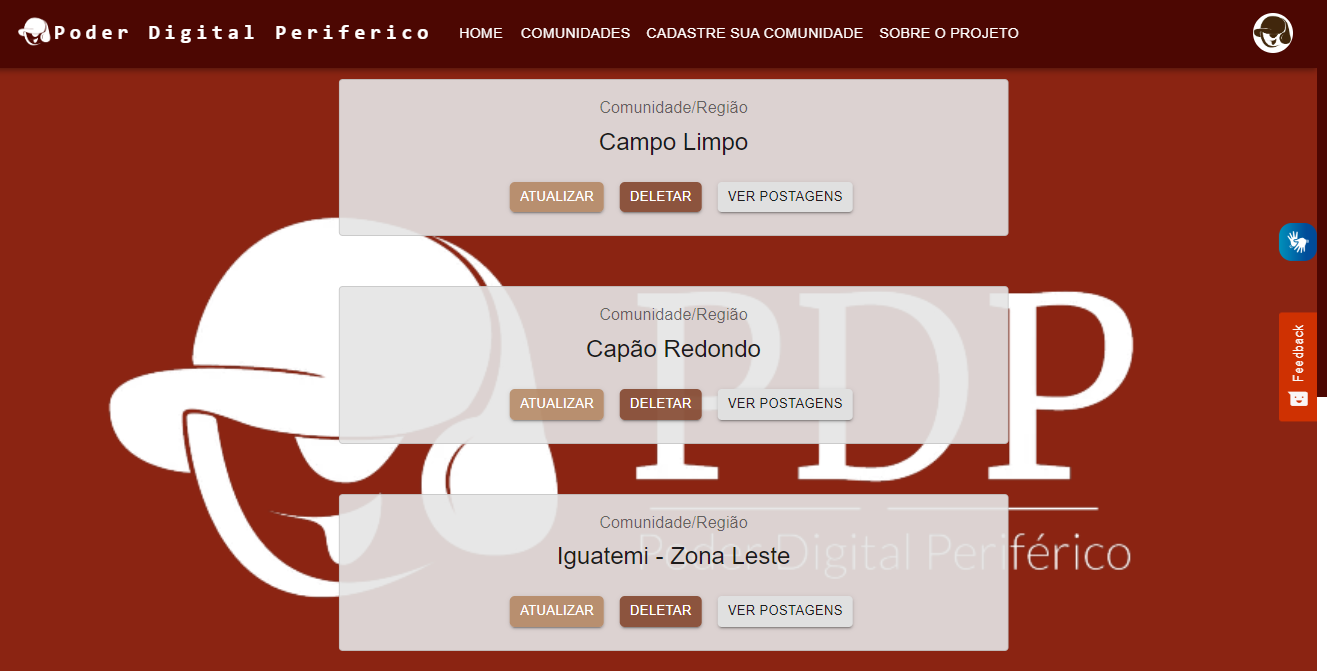 Poder Digital Periferico HOME COMUNIDADES CADASTRE SUA COMUNIDADE SOBRE O PROJETO
Comunidade/Região
Campo Limpo
ATUALIZAR DELETAR VER POSTAGENS
Comunidade/Região
Capão Redondo
ATUALIZAR DELETAR VER POSTAGENS
Feedback
PDP
Comunidade/Região
Iguatemi - Zona Leste
Poder Digital Periférico
ATUALIZAR DELETAR VER POSTAGENS